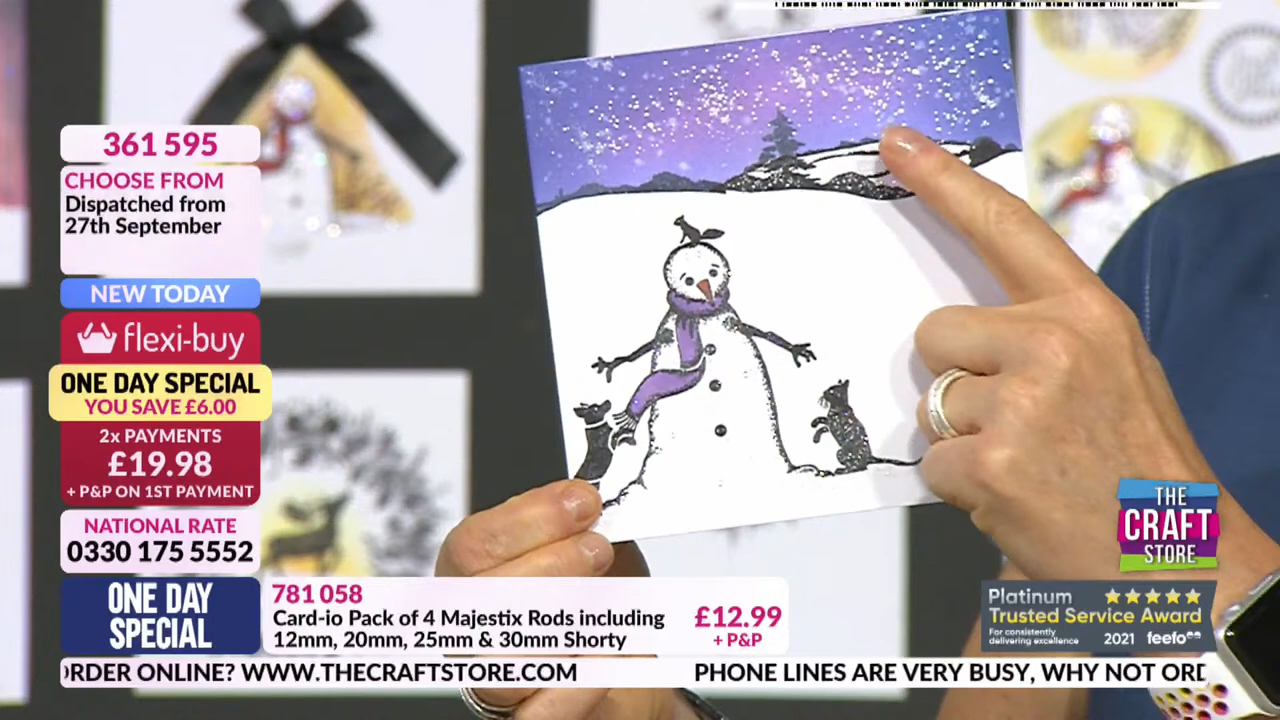 361 595
CHOOSE FROM
Dispatched from
27th September
NEW TODAY
flexi-buy
ONE DAY SPECIAL
YOU SAVE £6.00
2x PAYMENTS
£19.98
+ P&P ON 1ST PAYMENT
NATIONAL RATE
0330 175 5552
ONE DAY
SPECIAL
781 058
Card-io Pack of 4 Majestix Rods including
12mm, 20mm, 25mm & 30mm Shorty
£12.99
+ P&P
THE
CRAFT
STORE
Platinum
Trusted Service Award
For consistently
delivering excellence
2021 feefo
ORDER ONLINE? WWW.THECRAFTSTORE.COM
PHONE LINES ARE VERY BUSY, WHY NOT ORD